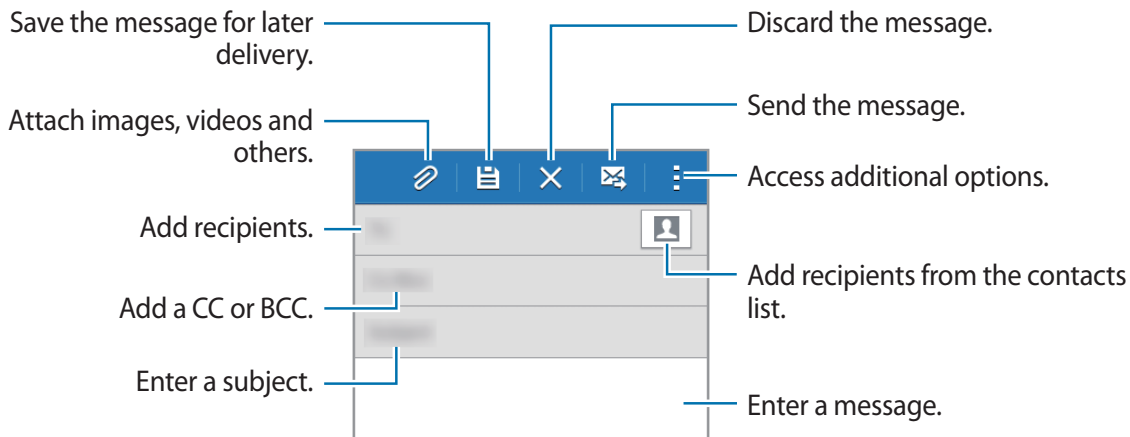 Save the message for later
delivery.
Attach images, videos and
others.
Add recipients.
Add a CC or BCC.
Enter a subject.
Discard the message.
Send the message.
Access additional options.
Add recipients from the contacts
list.
Enter a message.